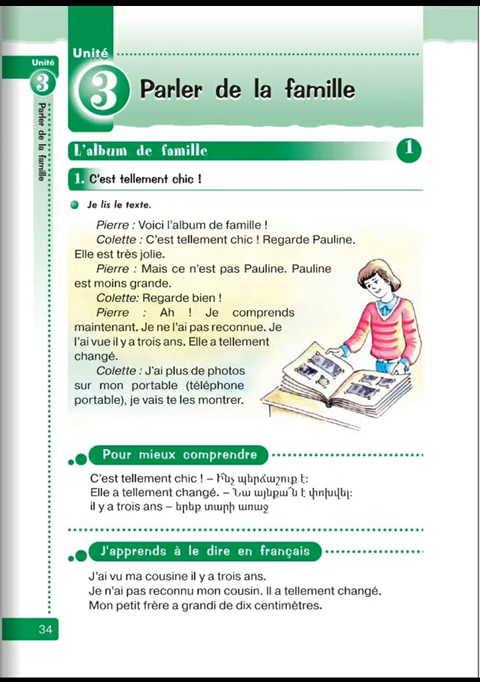 Unité
3
Parler de la famille
Unité
3
Parler de la famille
L'album de famille
1
1. C'est tellement chic !
Je lis le texte.
Pierre : Voici l'album de famille !
Colette : C'est tellement chic ! Regarde Pauline.
Elle est très jolie.
Pierre : Mais ce n'est pas Pauline. Pauline
est moins grande.
Colette: Regarde bien !
Pierre : Ah ! Je comprends
maintenant. Je ne l'ai pas reconnue. Je
l'ai vue il y a trois ans. Elle a tellement
changé.
Colette : J'ai plus de photos
sur mon portable (téléphone
portable), je vais te les montrer.
Pour mieux comprendre
C'est tellement chic ! – Ի՜նչ պերճաշուք է:
Elle a tellement changé. – Նա այնքա՜ն է փոխվել:
il y a trois ans – երեք տարի առաջ
J'apprends à le dire en français
J'ai vu ma cousine il y a trois ans.
Je n'ai pas reconnu mon cousin. Il a tellement changé.
Mon petit frère a grandi de dix centimètres.
34